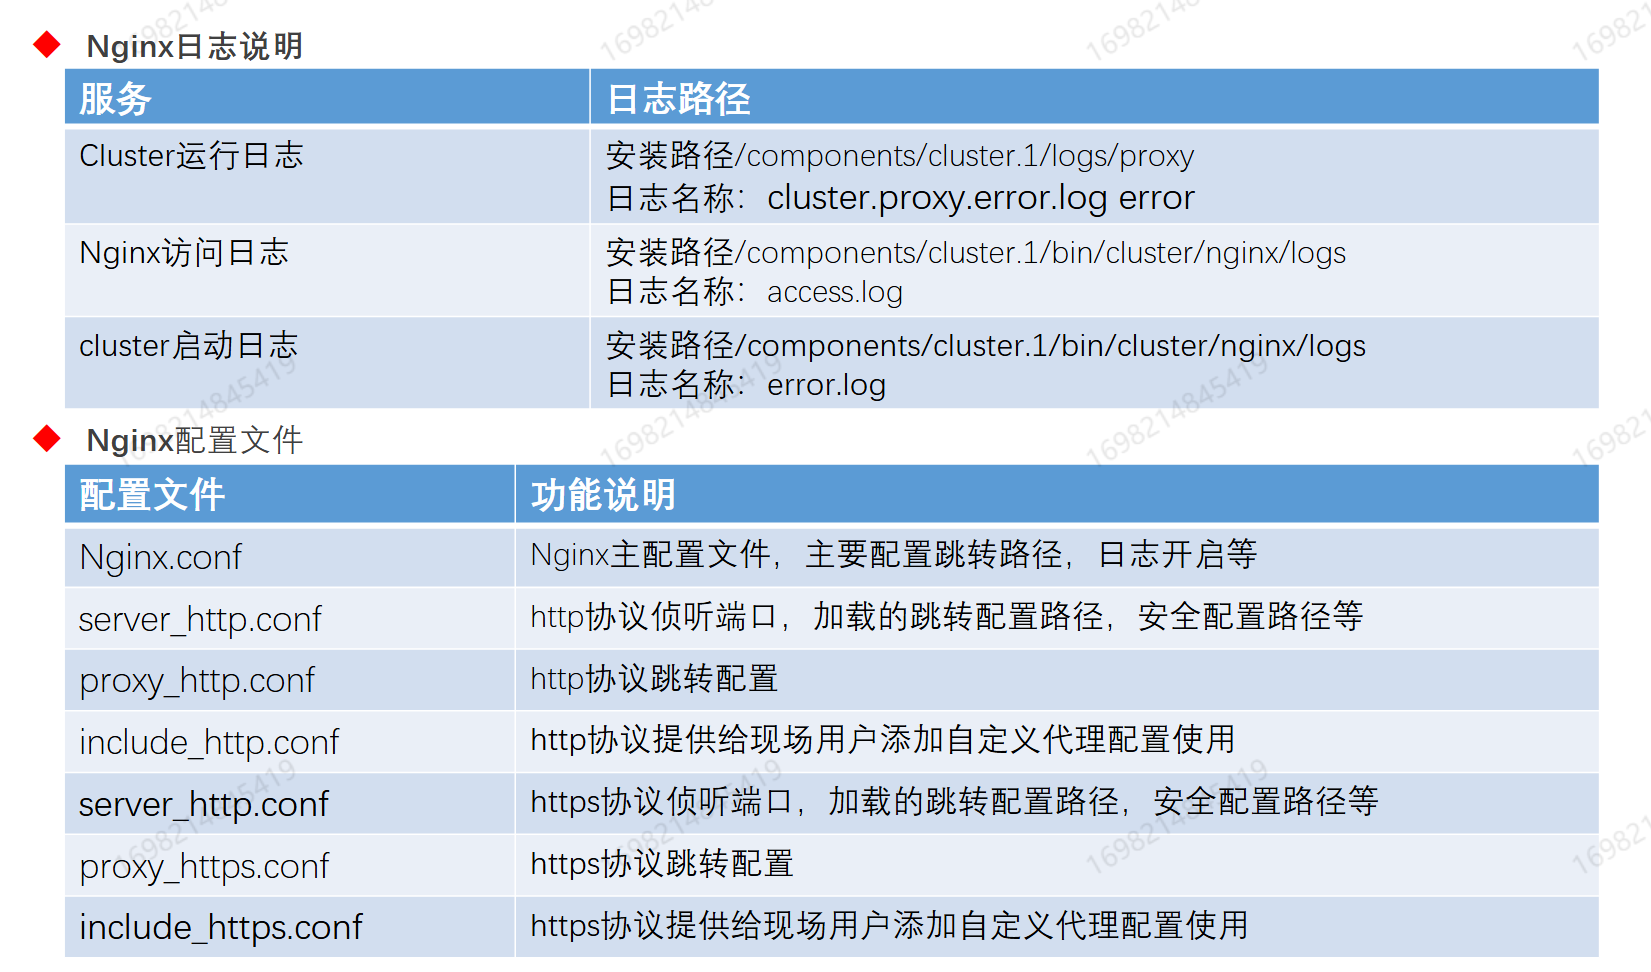 Nginx日志说明
服务 日志路径
Cluster运行日志 安装路径/components/cluster.1/logs/proxy
日志名称：cluster.proxy.error.log error
Nginx访问日志 安装路径/components/cluster.1/bin/cluster/nginx/logs
日志名称：access.log
cluster启动日志 安装路径/components/cluster.1/bin/cluster/nginx/logs
日志名称：error.log
Nginx配置文件
配置文件 功能说明
Nginx.conf Nginx主配置文件，主要配置跳转路径，日志开启等
server_http.conf http协议侦听端口，加载的跳转配置路径，安全配置路径等
proxy_http.conf http协议跳转配置
include_http.conf http协议提供给现场用户添加自定义代理配置使用
server_http.conf https协议侦听端口，加载的跳转配置路径，安全配置路径等
proxy_https.conf https协议跳转配置
include_https.conf https协议提供给现场用户添加自定义代理配置使用
1698214845419